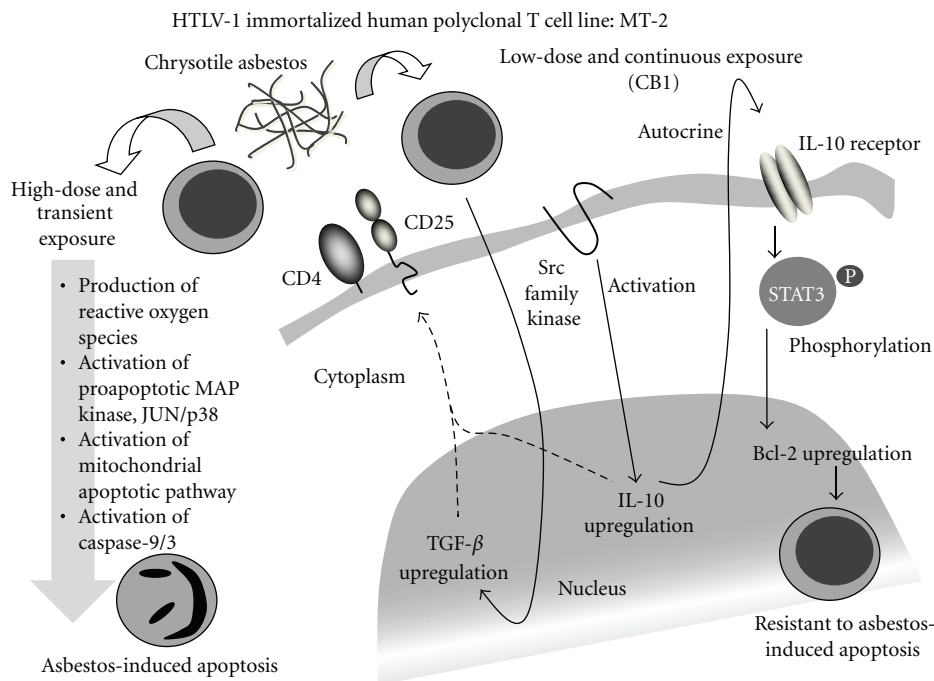 HTLV-1 immortalized human polyclonal T cell line: MT-2
Chrysotile asbestos
Low-dose and continuous exposure
(CB1)
Autocrine
IL-10 receptor
High-dose and
transient
exposure
CD25
CD4
Src
family
kinase
Activation
STAT3
P
Phosphorylation
• Production of
reactive oxygen
species
• Activation of
proapoptotic MAP
kinase, JUN/p38
• Activation of
mitochondrial
apoptotic pathway
• Activation of
caspase-9/3
Cytoplasm
Bcl-2 upregulation
IL-10
upregulation
TGF-β
upregulation
Nucleus
Asbestos-induced apoptosis
Resistant to asbestos-
induced apoptosis